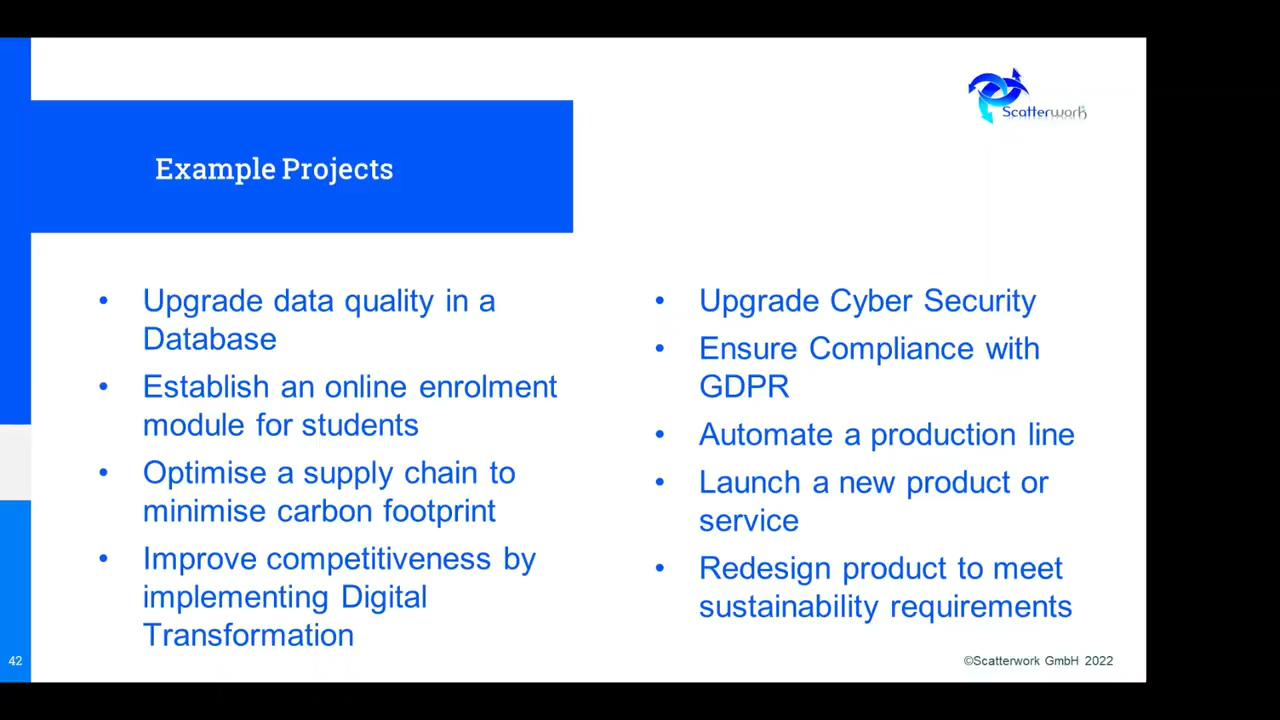 Scatterwork
Example Projects
• Upgrade data quality in a
Database
• Establish an online enrolment
module for students
• Optimise a supply chain to
minimise carbon footprint
• Improve competitiveness by
implementing Digital
Transformation
• Upgrade Cyber Security
• Ensure Compliance with
GDPR
• Automate a production line
• Launch a new product or
service
• Redesign product to meet
sustainability requirements
42
©Scatterwork GmbH 2022